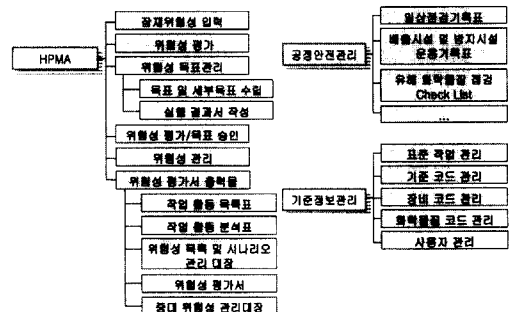 HPMA
잠재위험성 입력
위험성 평가
위험성 목표관리
목표 및 세부목표 수립
실행 결과서 작성
위험성 평가/목표 승인
위험성 관리
위험성 평가서 출력물
작업 활동 목록표
작업 활동 분석표
위험성 목록 및 시나리오
관리 대장
위험성 평가서
중대 위험성 관리대장
공정안전관리
일상점검기록표
배출시설 및 방지시설
운용기록표
유해 화학물질 점검
Check List
...
기준정보관리
표준 작업 관리
기준 코드 관리
장비 코드 관리
화학물질 코드 관리
사용자 관리